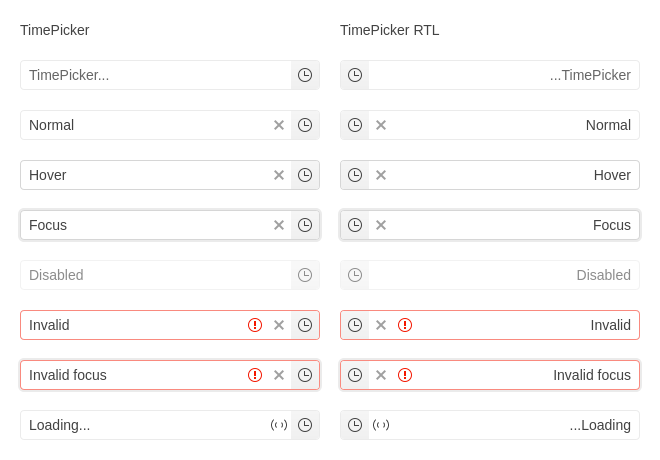 TimePicker
TimePicker RTL
TimePicker...
...TimePicker
Normal
Normal
Hover
Hover
Focus
Focus
Disabled
Disabled
Invalid
Invalid
Invalid focus
Invalid focus
Loading...
...Loading